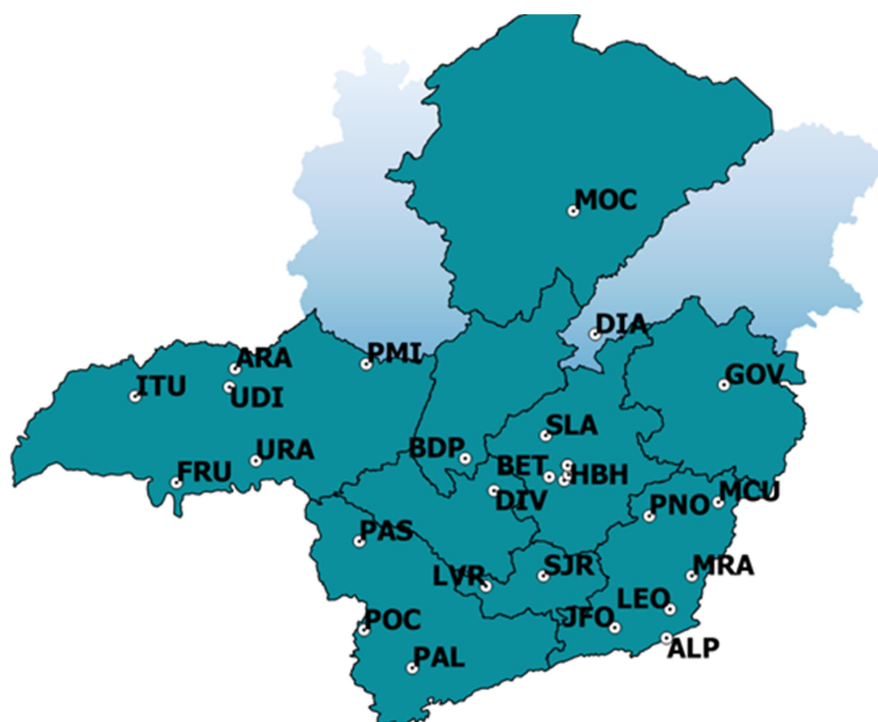 MOC
DIA
ARA
PMI
ITU
UDI
GOV
SLA
BDP
URA
BET
HBH
FRU
DIV
MCU
PNO
PAS
LVR
SJR
MRA
LEO
POC
JFO
ALP
PAL